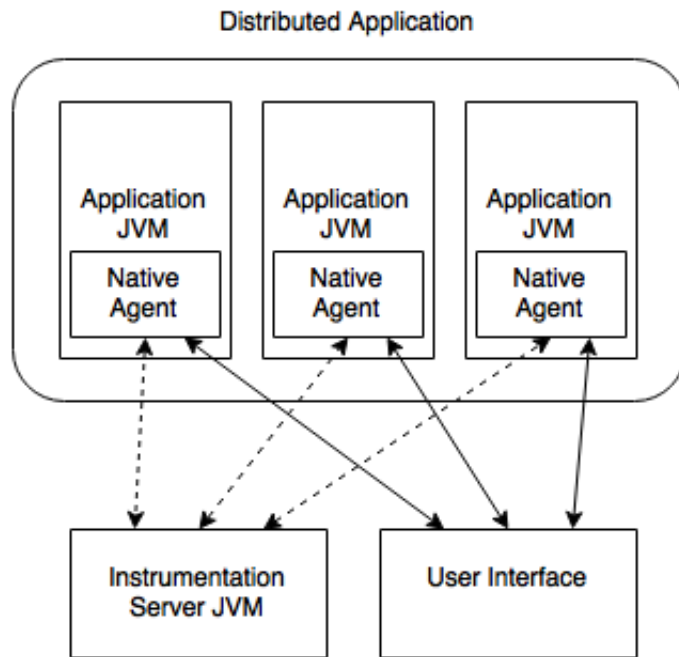 Distributed Application
Application
JVM
Native
Agent
Application
JVM
Native
Agent
Application
JVM
Native
Agent
Instrumentation
Server JVM
User Interface